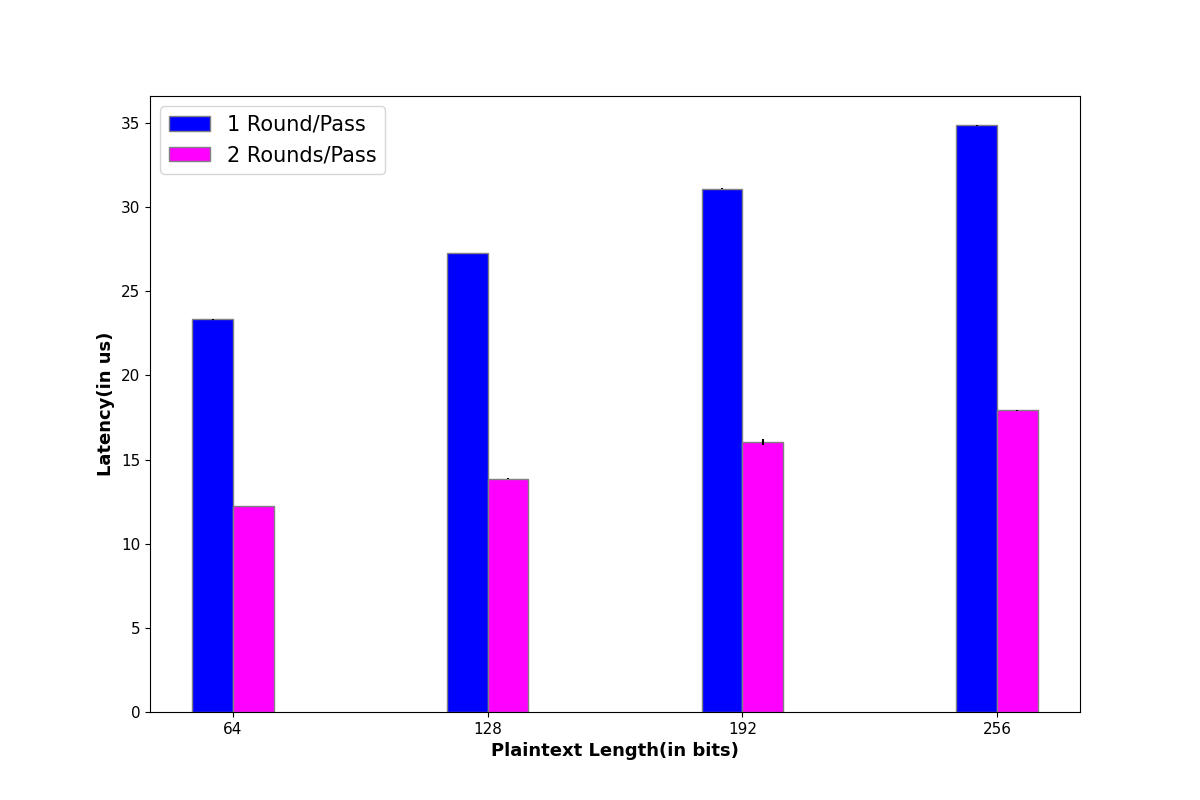 1 Round/Pass
2 Rounds/Pass
35
30
25
20
15
10
5
0
Latency(in us)
64 128 192 256
Plaintext Length(in bits)